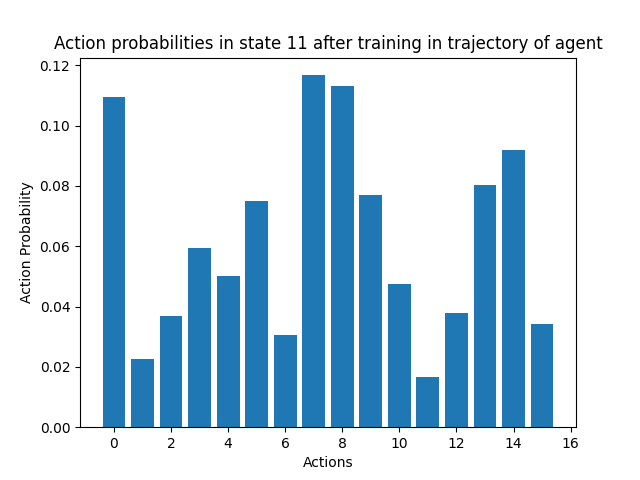 Action probabilities in state 11 after training in trajectory of agent
0.12
0.10
0.08
0.06
0.04
0.02
0.00
Action Probability
0 2 4 6 8 10 12 14 16
Actions